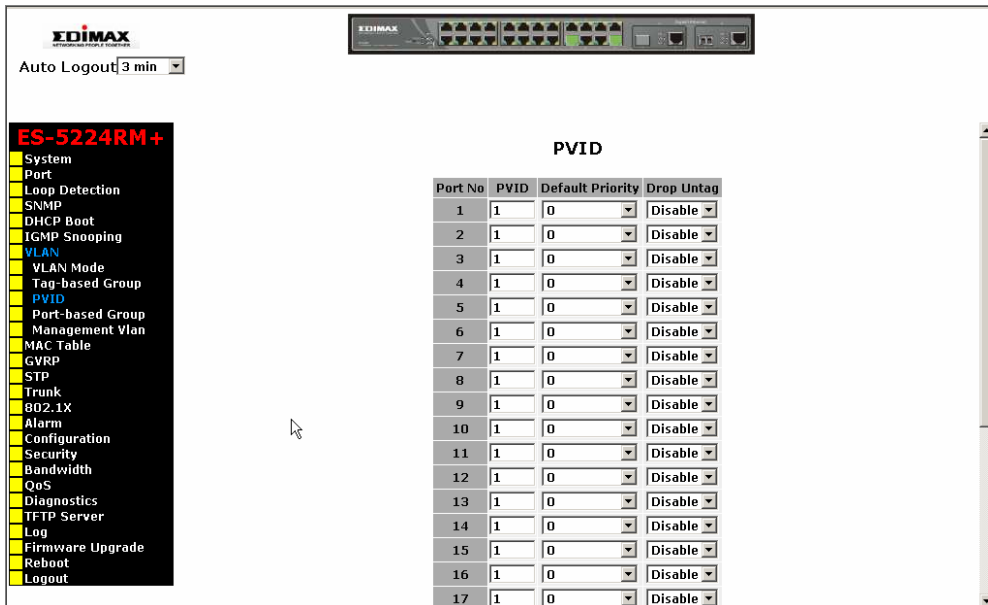 EDIMAX
NETWORKING PEOPLE TOGETHER
EDIMAX
Auto Logout 3 min
ES-5224RM+
System
Port
Loop Detection
SNMP
DHCP Boot
IGMP Snooping
VLAN
VLAN Mode
Tag-based Group
PVID
Port-based Group
Management Vlan
MAC Table
GVRP
STP
Trunk
802.1X
Alarm
Configuration
Security
Bandwidth
QoS
Diagnostics
TFTP Server
Log
Firmware Upgrade
Reboot
Logout
PVID
Port No PVID Default Priority Drop Untag
1 1 0 Disable
2 1 0 Disable
3 1 0 Disable
4 1 0 Disable
5 1 0 Disable
6 1 0 Disable
7 1 0 Disable
8 1 0 Disable
9 1 0 Disable
10 1 0 Disable
11 1 0 Disable
12 1 0 Disable
13 1 0 Disable
14 1 0 Disable
15 1 0 Disable
16 1 0 Disable
17 1 0 Disable